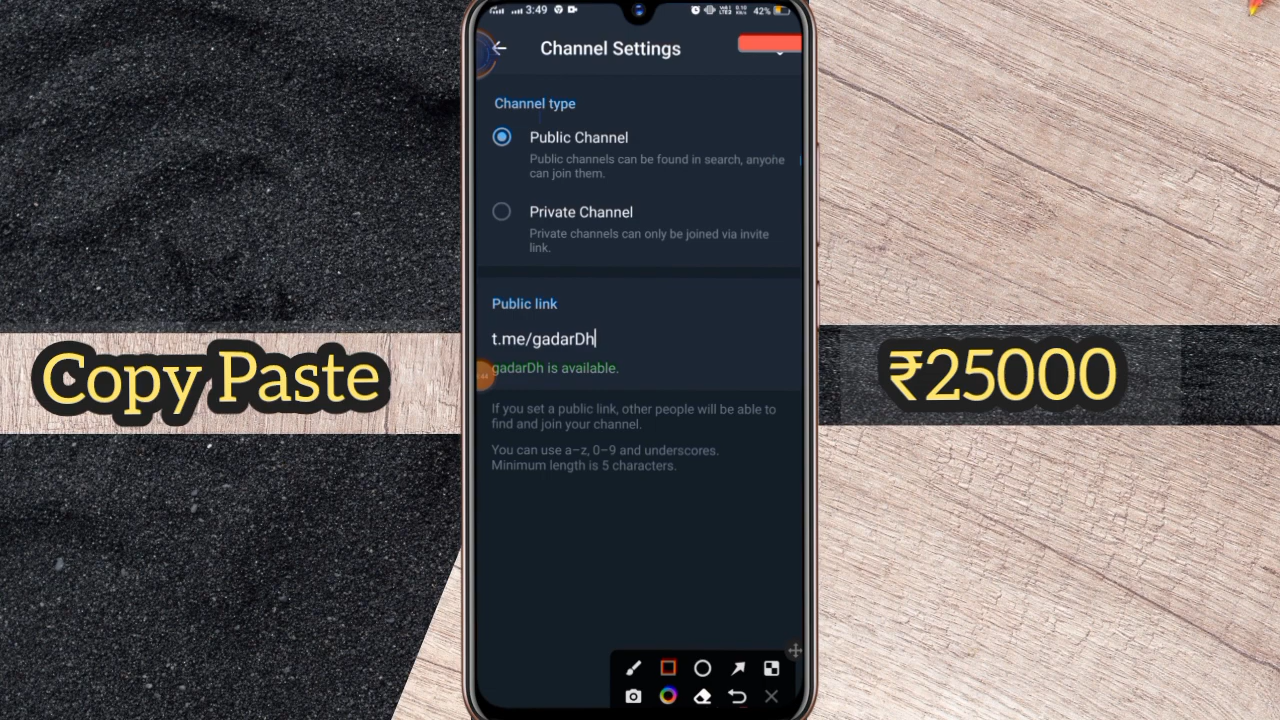 3:49
42%
Channel Settings
Channel type
Public Channel
Public channels can be found in search, anyone
can join them.
Private Channel
Private channels can only be joined via invite
link.
Public link
t.me/gadarDh
gadarDh is available.
If you set a public link, other people will be able to
find and join your channel.
You can use a–z, 0–9 and underscores.
Minimum length is 5 characters.
Copy Paste
₹25000